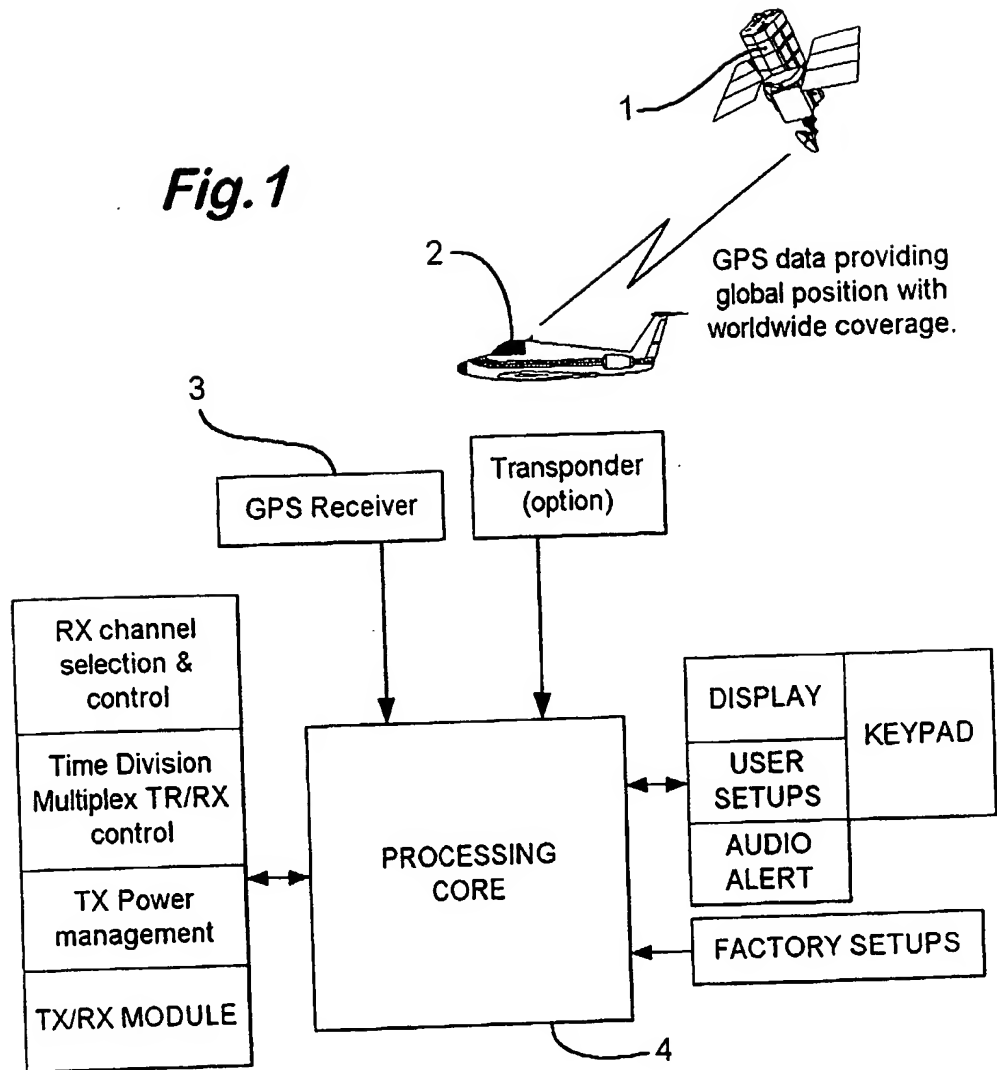 1
Fig. 1
2
GPS data providing
global position with
worldwide coverage.
3
GPS Receiver
Transponder
(option)
RX channel
selection &
control
Time Division
Multiplex TR/RX
control
TX Power
management
TX/RX MODULE
PROCESSING
CORE
DISPLAY
USER
SETUPS
AUDIO
ALERT
KEYPAD
FACTORY SETUPS
4